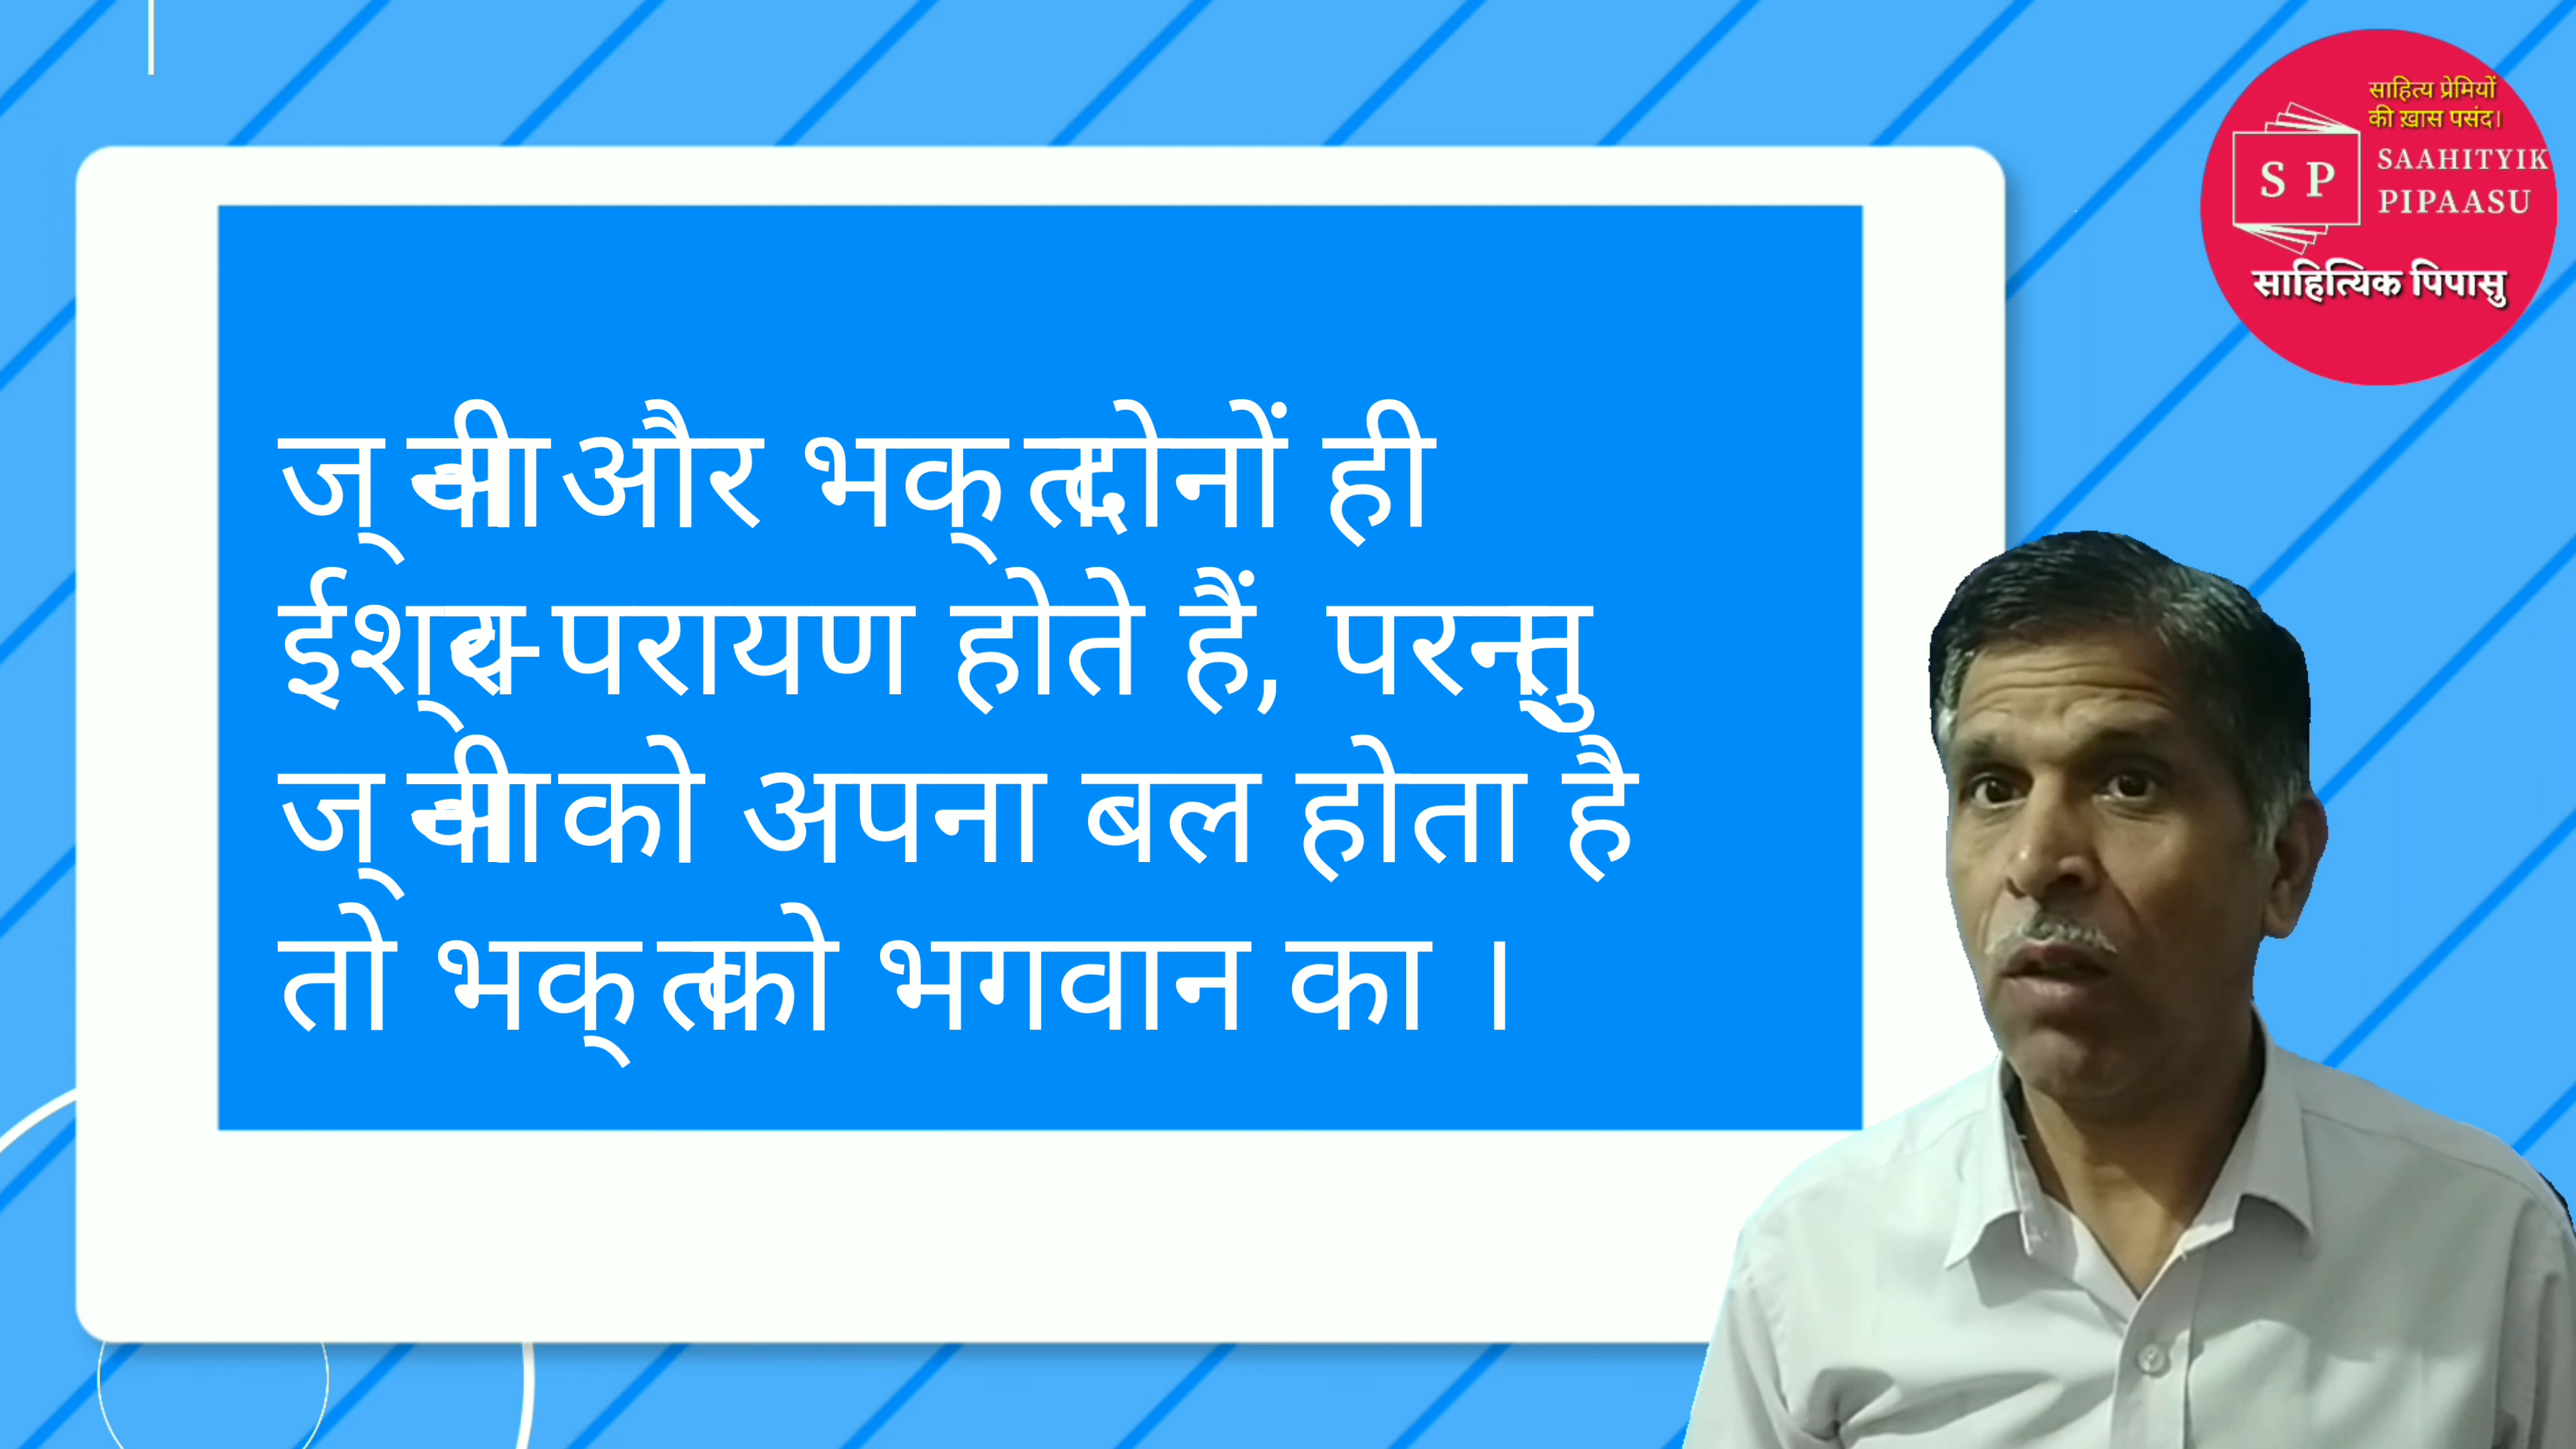 ज्ञानी और भक्त दोनों ही
ईश्वर-परायण होते हैं, परन्तु
ज्ञानी को अपना बल होता है
तो भक्त को भगवान का ।
साहित्य प्रेमियों
की ख़ास पसंद।
S P
SAAHITYIK
PIPAASU
साहित्यिक पिपासु